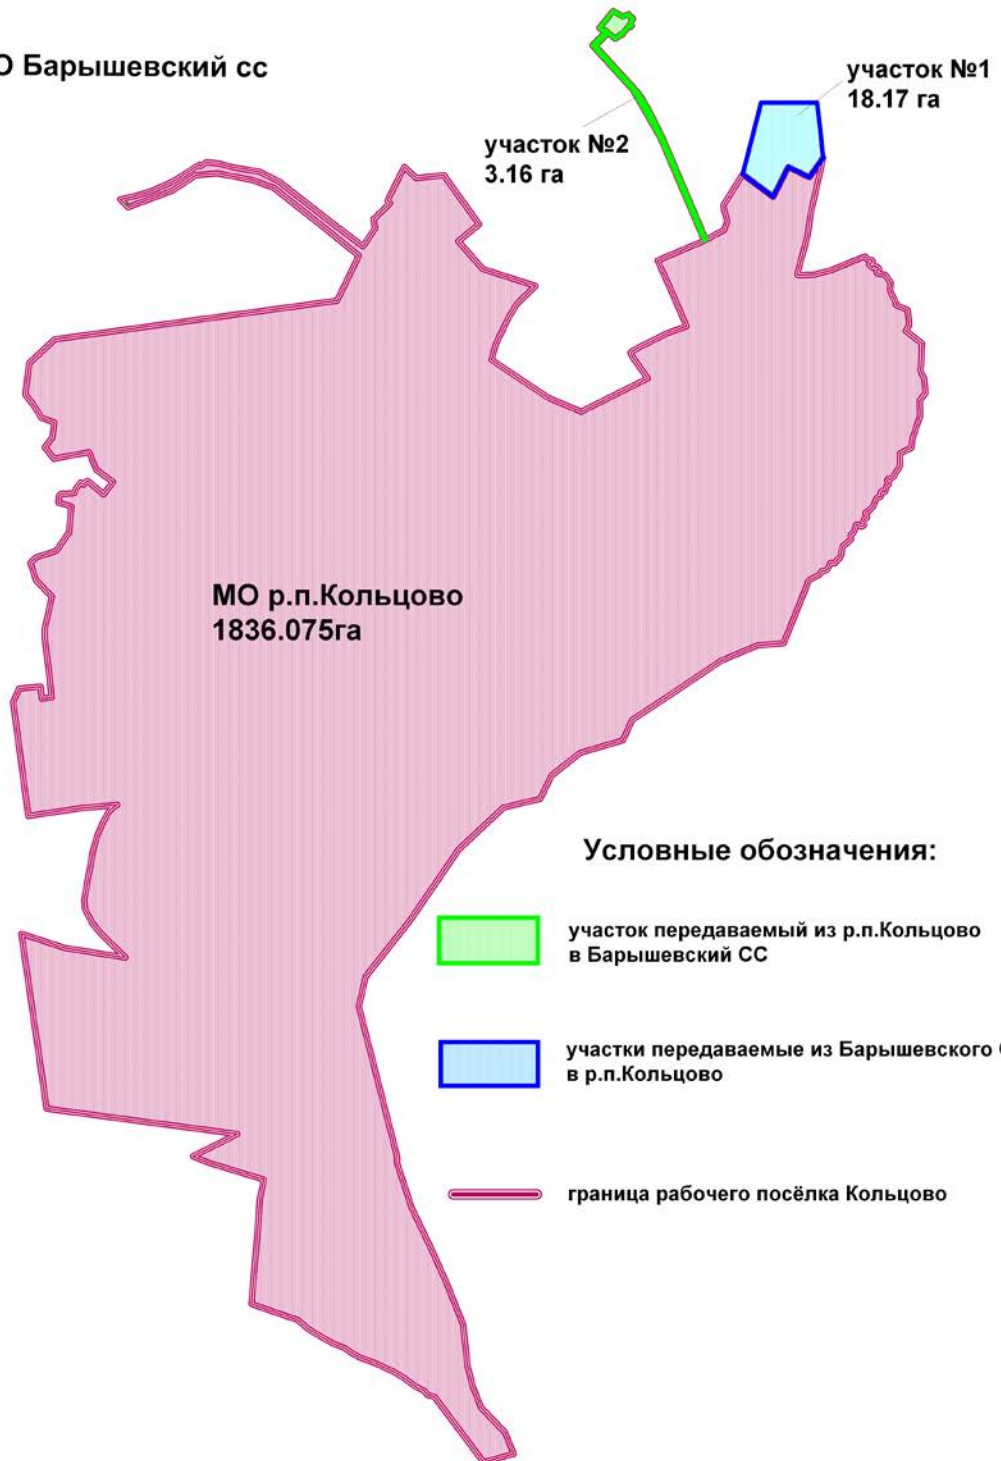 О Барышевский сс
участок №1
18.17 га
участок №2
3.16 га
МО р.п.Кольцово
1836.075га
Условные обозначения:
участок передаваемый из р.п.Кольцово
в Барышевский СС
участки передаваемые из Барышевского
в р.п.Кольцово
граница рабочего посёлка Кольцово